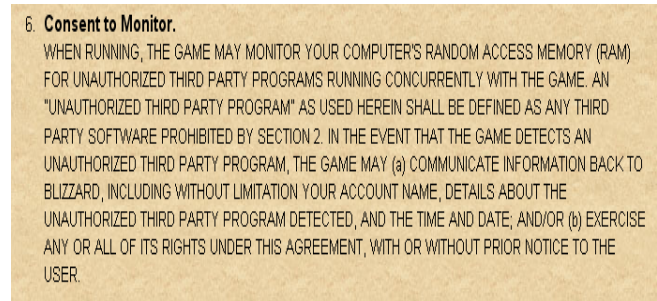 6. Consent to Monitor.
WHEN RUNNING, THE GAME MAY MONITOR YOUR COMPUTER'S RANDOM ACCESS MEMORY (RAM)
FOR UNAUTHORIZED THIRD PARTY PROGRAMS RUNNING CONCURRENTLY WITH THE GAME. AN
"UNAUTHORIZED THIRD PARTY PROGRAM" AS USED HEREIN SHALL BE DEFINED AS ANY THIRD
PARTY SOFTWARE PROHIBITED BY SECTION 2. IN THE EVENT THAT THE GAME DETECTS AN
UNAUTHORIZED THIRD PARTY PROGRAM, THE GAME MAY (a) COMMUNICATE INFORMATION BACK TO
BLIZZARD, INCLUDING WITHOUT LIMITATION YOUR ACCOUNT NAME, DETAILS ABOUT THE
UNAUTHORIZED THIRD PARTY PROGRAM DETECTED, AND THE TIME AND DATE; AND/OR (b) EXERCISE
ANY OR ALL OF ITS RIGHTS UNDER THIS AGREEMENT, WITH OR WITHOUT PRIOR NOTICE TO THE
USER.